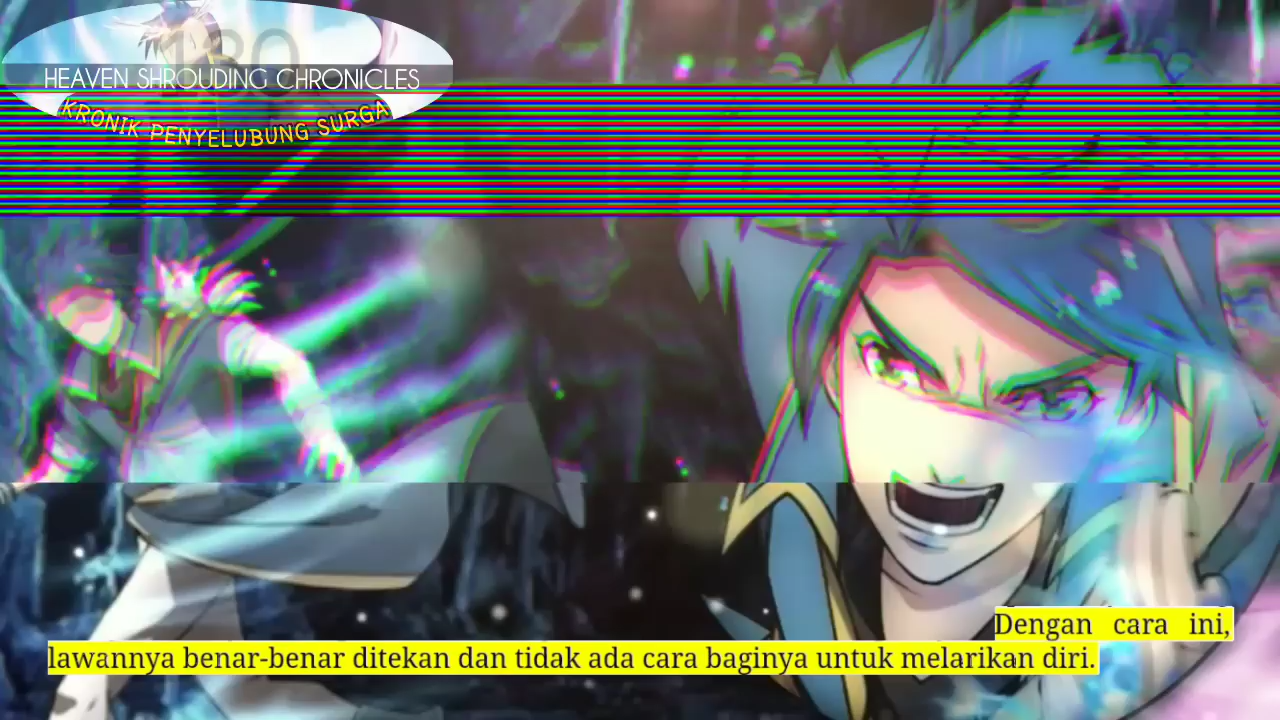 HEAVEN SHROUDING CHRONICLES
KRONIK PENYELUBUNG SURGA
Dengan cara ini,
lawannya benar-benar ditekan dan tidak ada cara baginya untuk melarikan diri.